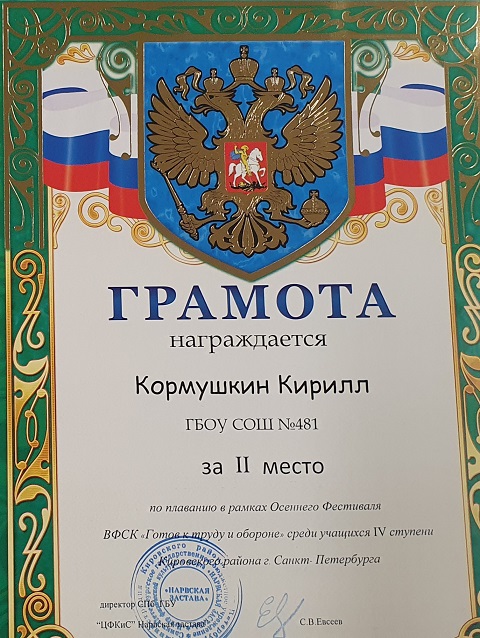 ГРАМОТА
награждается
Кормушкин Кирилл
ГБОУ СОШ №481
за II место
по плаванию в рамках Осеннего Фестиваля
ВФСК «Готов к труду и обороне» среди учащихся IV ступени
Кировского района г. Санкт- Петербурга
«НАРВСКАЯ
ЗАСТАВА»
директор СПб ГБУ
"ЦФКиС" Нарвская застава"
С.В.Евсеев